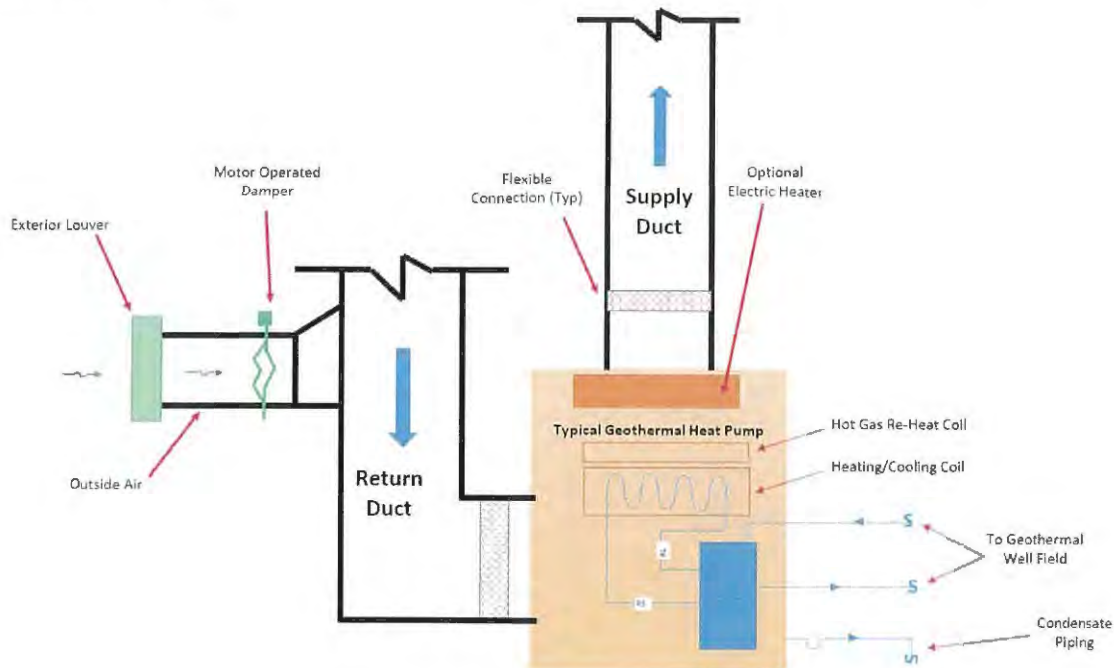 Motor Operated
Damper
Exterior Louver
Flexible
Connection (Typ)
Supply
Duct
Optional
Electric Heater
Outside Air
Return
Duct
Typical Geothermal Heat Pump
Hot Gas Re-Heat Coil
Heating/Cooling Coil
To Geothermal
Well Field
Condensate
Piping